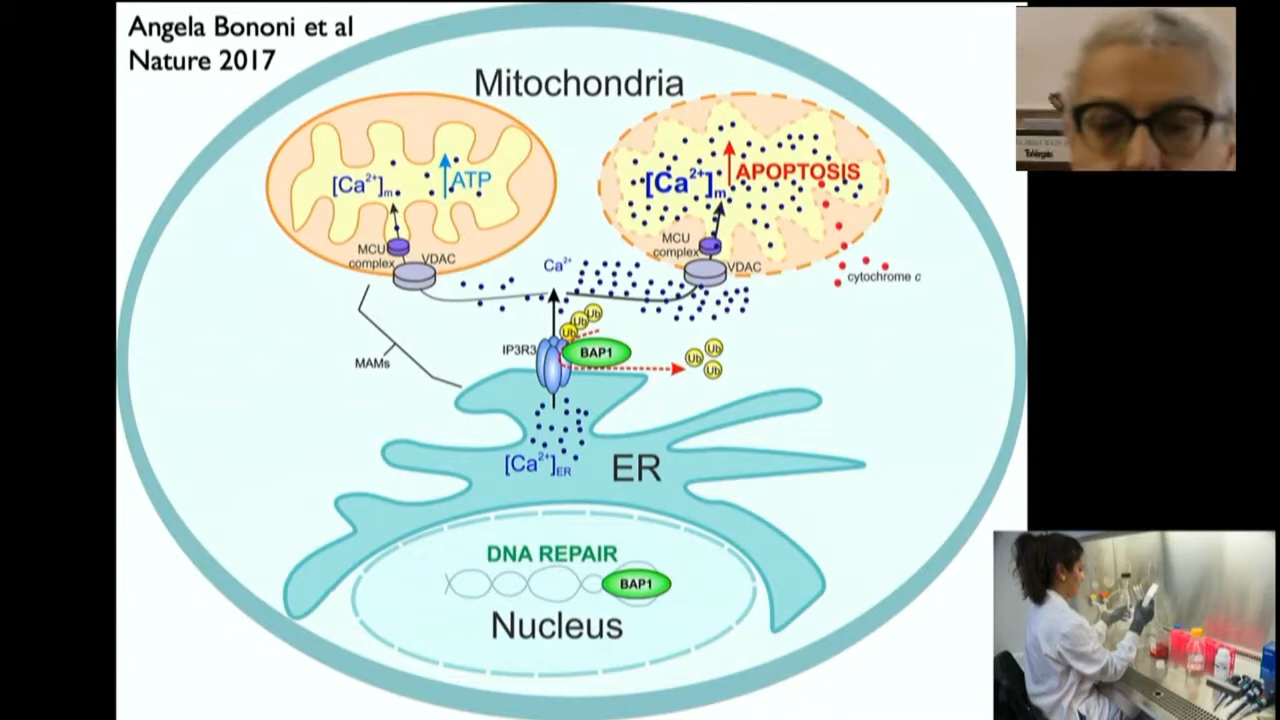 Angela Bononi et al
Nature 2017
Mitochondria
[Ca²⁺]m
ATP
MCU
complex
VDAC
[Ca²⁺]m
APOPTOSIS
MCU
complex
VDAC
cytochrome c
Ca²⁺
MAMs
IP3R3
Ub
Ub
Ub
BAP1
Ub
Ub
Ub
[Ca²⁺]ER
ER
DNA REPAIR
BAP1
Nucleus